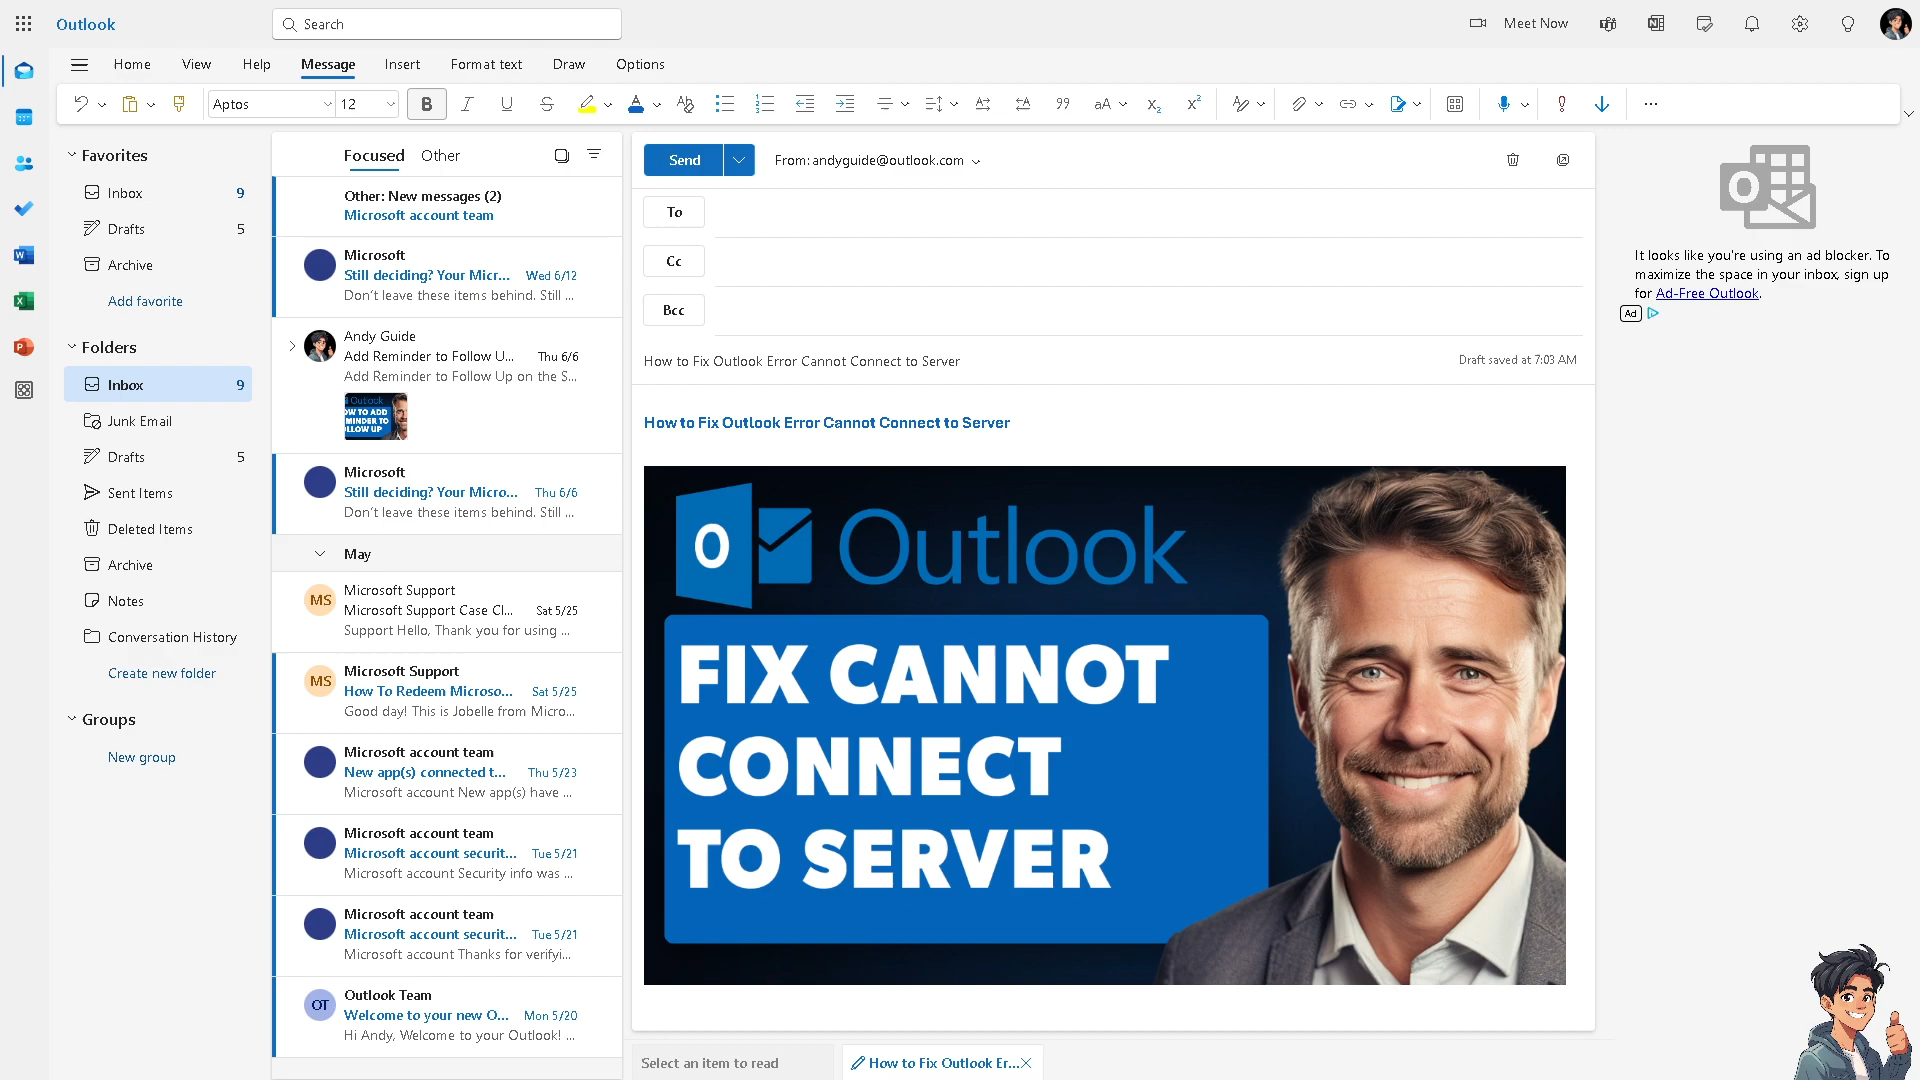 Outlook
Search
Meet Now
Home
View
Help
Message
Insert
Format text
Draw
Options
Aptos
12
Favorites
Inbox 9
Drafts 5
Archive
Add favorite
Folders
Inbox 9
Junk Email
Drafts 5
Sent Items
Deleted Items
Archive
Notes
Conversation History
Create new folder
Groups
New group
Focused
Other
Other: New messages (2)
Microsoft account team
Microsoft
Still deciding? Your Micr... Wed 6/12
Don't leave these items behind. Still ...
Andy Guide
Add Reminder to Follow U... Thu 6/6
Add Reminder to Follow Up on the S...
Microsoft
Still deciding? Your Micro... Thu 6/6
Don't leave these items behind. Still ...
May
MS
Microsoft Support
Microsoft Support Case Cl... Sat 5/25
Support Hello, Thank you for using ...
MS
Microsoft Support
How To Redeem Microso... Sat 5/25
Good day! This is Jobelle from Micro...
Microsoft account team
New app(s) connected t... Thu 5/23
Microsoft account New app(s) have ...
Microsoft account team
Microsoft account securit... Tue 5/21
Microsoft account Security info was ...
Microsoft account team
Microsoft account securit... Tue 5/21
Microsoft account Thanks for verifyi...
OT
Outlook Team
Welcome to your new O... Mon 5/20
Hi Andy, Welcome to your Outlook! ...
Send
From: andyguide@outlook.com
To
Cc
Bcc
How to Fix Outlook Error Cannot Connect to Server
Draft saved at 7:03 AM
How to Fix Outlook Error Cannot Connect to Server
Outlook
FIX CANNOT
CONNECT
TO SERVER
Select an item to read
How to Fix Outlook Er...
It looks like you're using an ad blocker. To
maximize the space in your inbox, sign up
for Ad-Free Outlook.
Ad